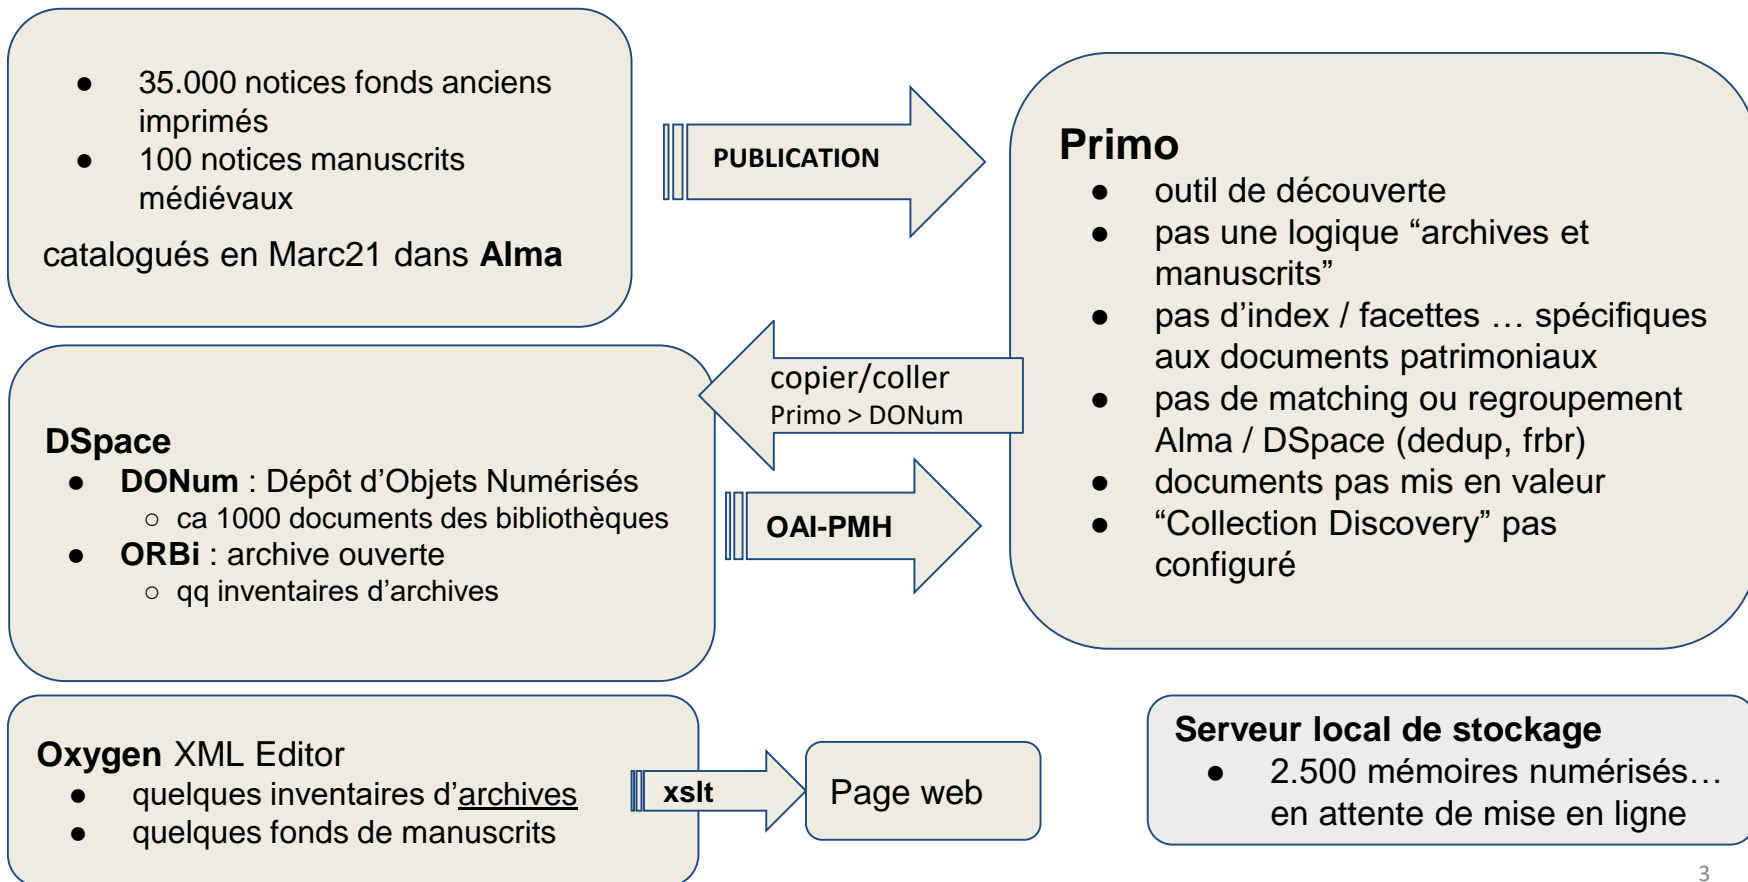 ● 35.000 notices fonds anciens
imprimés
● 100 notices manuscrits
médiévaux
catalogués en Marc21 dans Alma
PUBLICATION
Primo
● outil de découverte
● pas une logique “archives et
manuscrits”
● pas d’index / facettes … spécifiques
aux documents patrimoniaux
● pas de matching ou regroupement
Alma / DSpace (dedup, frbr)
● documents pas mis en valeur
● “Collection Discovery” pas
configuré
copier/coller
Primo > DONum
DSpace
● DONum : Dépôt d’Objets Numérisés
○ ca 1000 documents des bibliothèques
● ORBi : archive ouverte
○ qq inventaires d’archives
OAI-PMH
Oxygen XML Editor
● quelques inventaires d’archives
● quelques fonds de manuscrits
xslt
Page web
Serveur local de stockage
● 2.500 mémoires numérisés…
en attente de mise en ligne
3